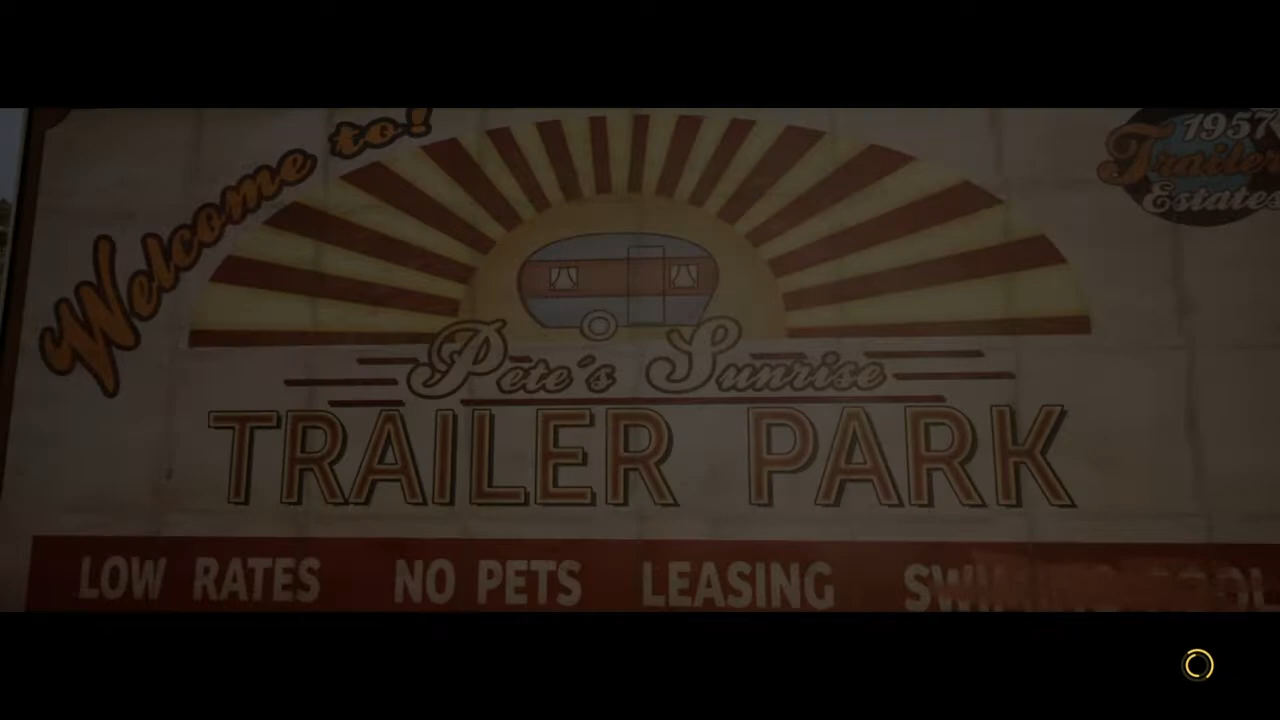 Welcome to!
1957
Trailer
Estates
Pete's Sunrise
TRAILER PARK
LOW RATES NO PETS LEASING